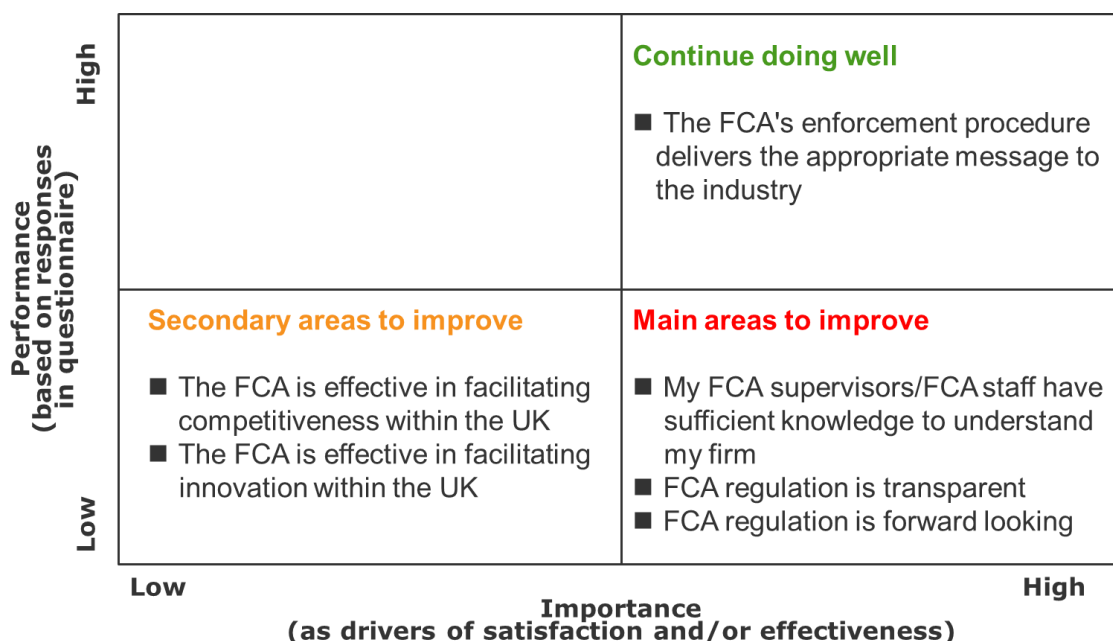 High
Continue doing well
■ The FCA's enforcement procedure
delivers the appropriate message to
the industry
Performance
(based on responses
in questionnaire)
Secondary areas to improve
■ The FCA is effective in facilitating
competitiveness within the UK
■ The FCA is effective in facilitating
innovation within the UK
Main areas to improve
■ My FCA supervisors/FCA staff have
sufficient knowledge to understand
my firm
■ FCA regulation is transparent
■ FCA regulation is forward looking
Low
Low
High
Importance
(as drivers of satisfaction and/or effectiveness)